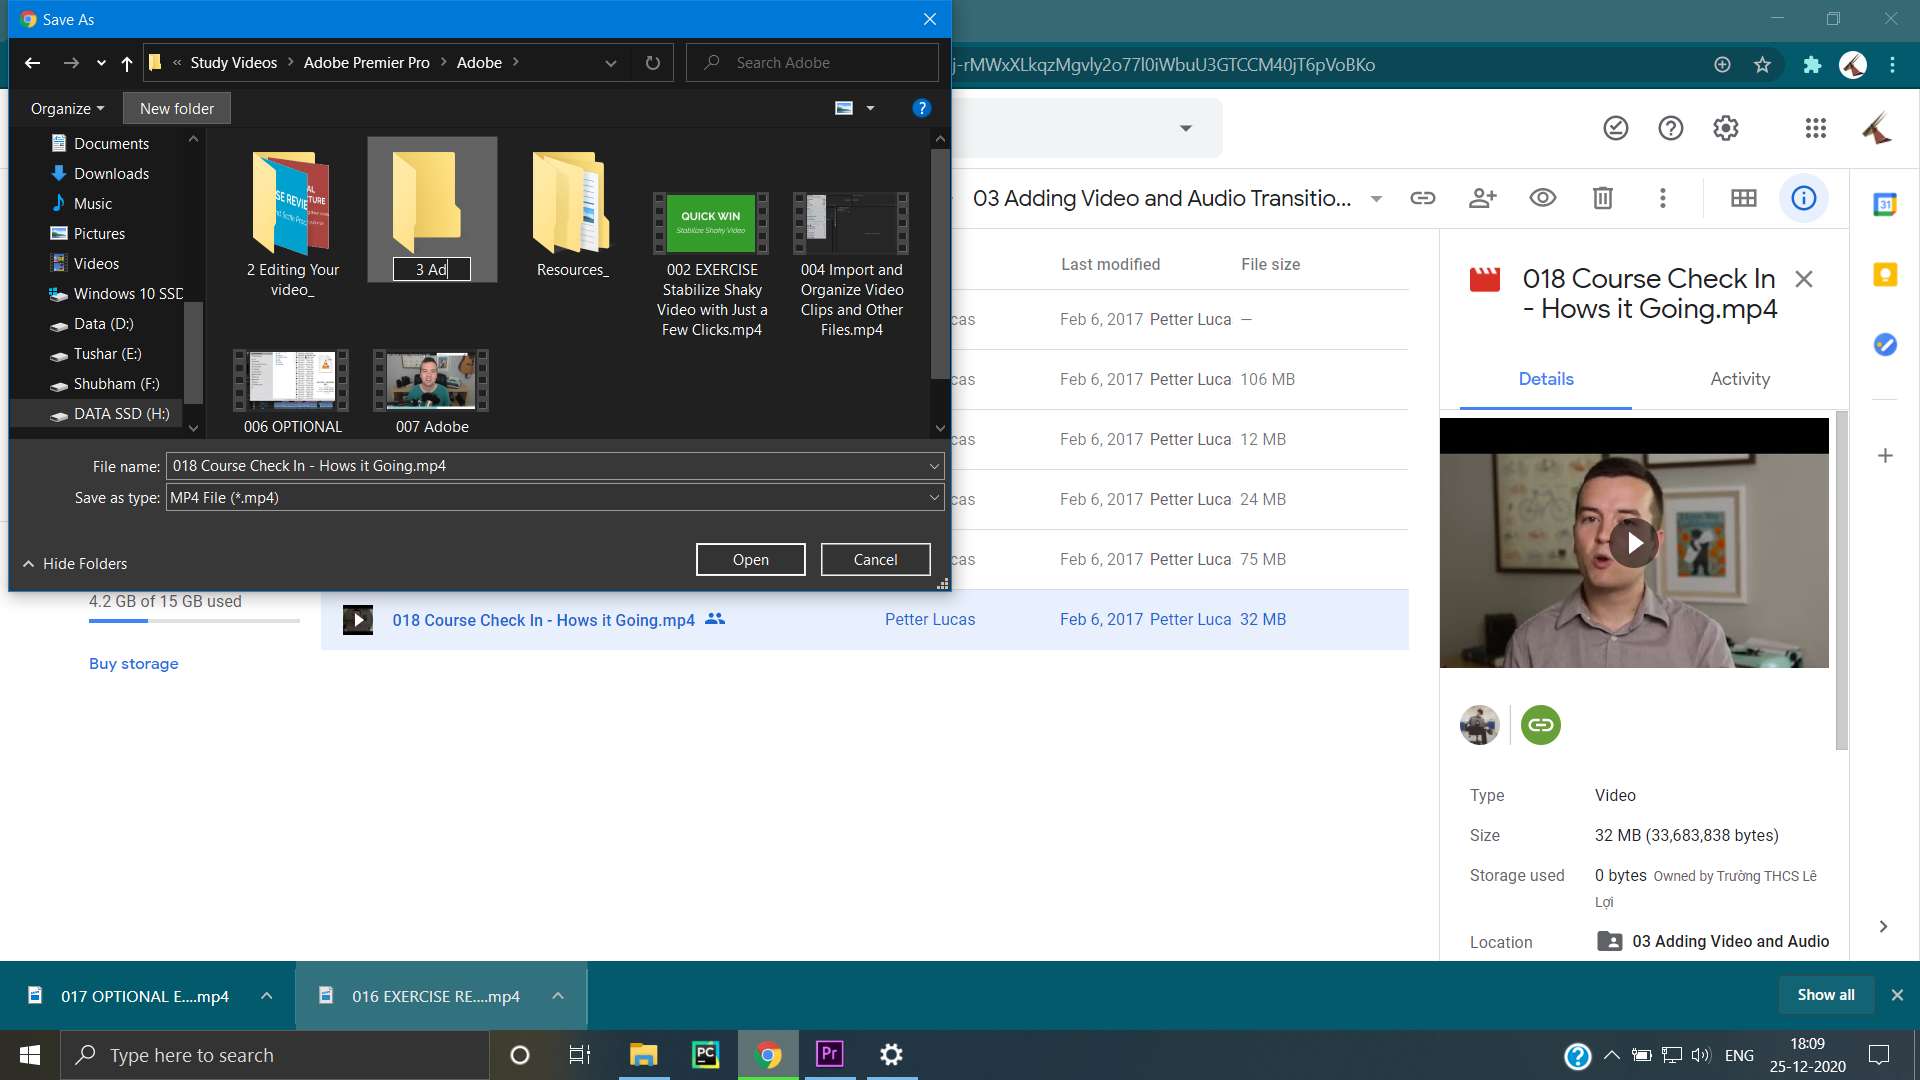 Save As
« Study Videos > Adobe Premier Pro > Adobe >
Search Adobe
Organize
New folder
Documents
Downloads
Music
Pictures
Videos
Windows 10 SSD
Data (D:)
Tushar (E:)
Shubham (F:)
DATA SSD (H:)
2 Editing Your
video_
3 Ad
Resources_
QUICK WIN
Stabilize Shaky Video
002 EXERCISE
Stabilize Shaky
Video with Just a
Few Clicks.mp4
004 Import and
Organize Video
Clips and Other
Files.mp4
006 OPTIONAL
007 Adobe
File name: 018 Course Check In - Hows it Going.mp4
Save as type: MP4 File (*.mp4)
Hide Folders
Open
Cancel
j-rMWxXLkqzMgvly2o77l0iWbuU3GTCCM40jT6pVoBKo
03 Adding Video and Audio Transitio...
31
Last modified
File size
cas Feb 6, 2017 Petter Luca —
cas Feb 6, 2017 Petter Luca 106 MB
cas Feb 6, 2017 Petter Luca 12 MB
cas Feb 6, 2017 Petter Luca 24 MB
cas Feb 6, 2017 Petter Luca 75 MB
018 Course Check In - Hows it Going.mp4 Petter Lucas Feb 6, 2017 Petter Luca 32 MB
4.2 GB of 15 GB used
Buy storage
018 Course Check In
- Hows it Going.mp4
Details
Activity
Type Video
Size 32 MB (33,683,838 bytes)
Storage used 0 bytes Owned by Trường THCS Lê
Lợi
Location 03 Adding Video and Audio
017 OPTIONAL E....mp4
016 EXERCISE RE....mp4
Show all
Type here to search
PC
Pr
ENG
18:09
25-12-2020